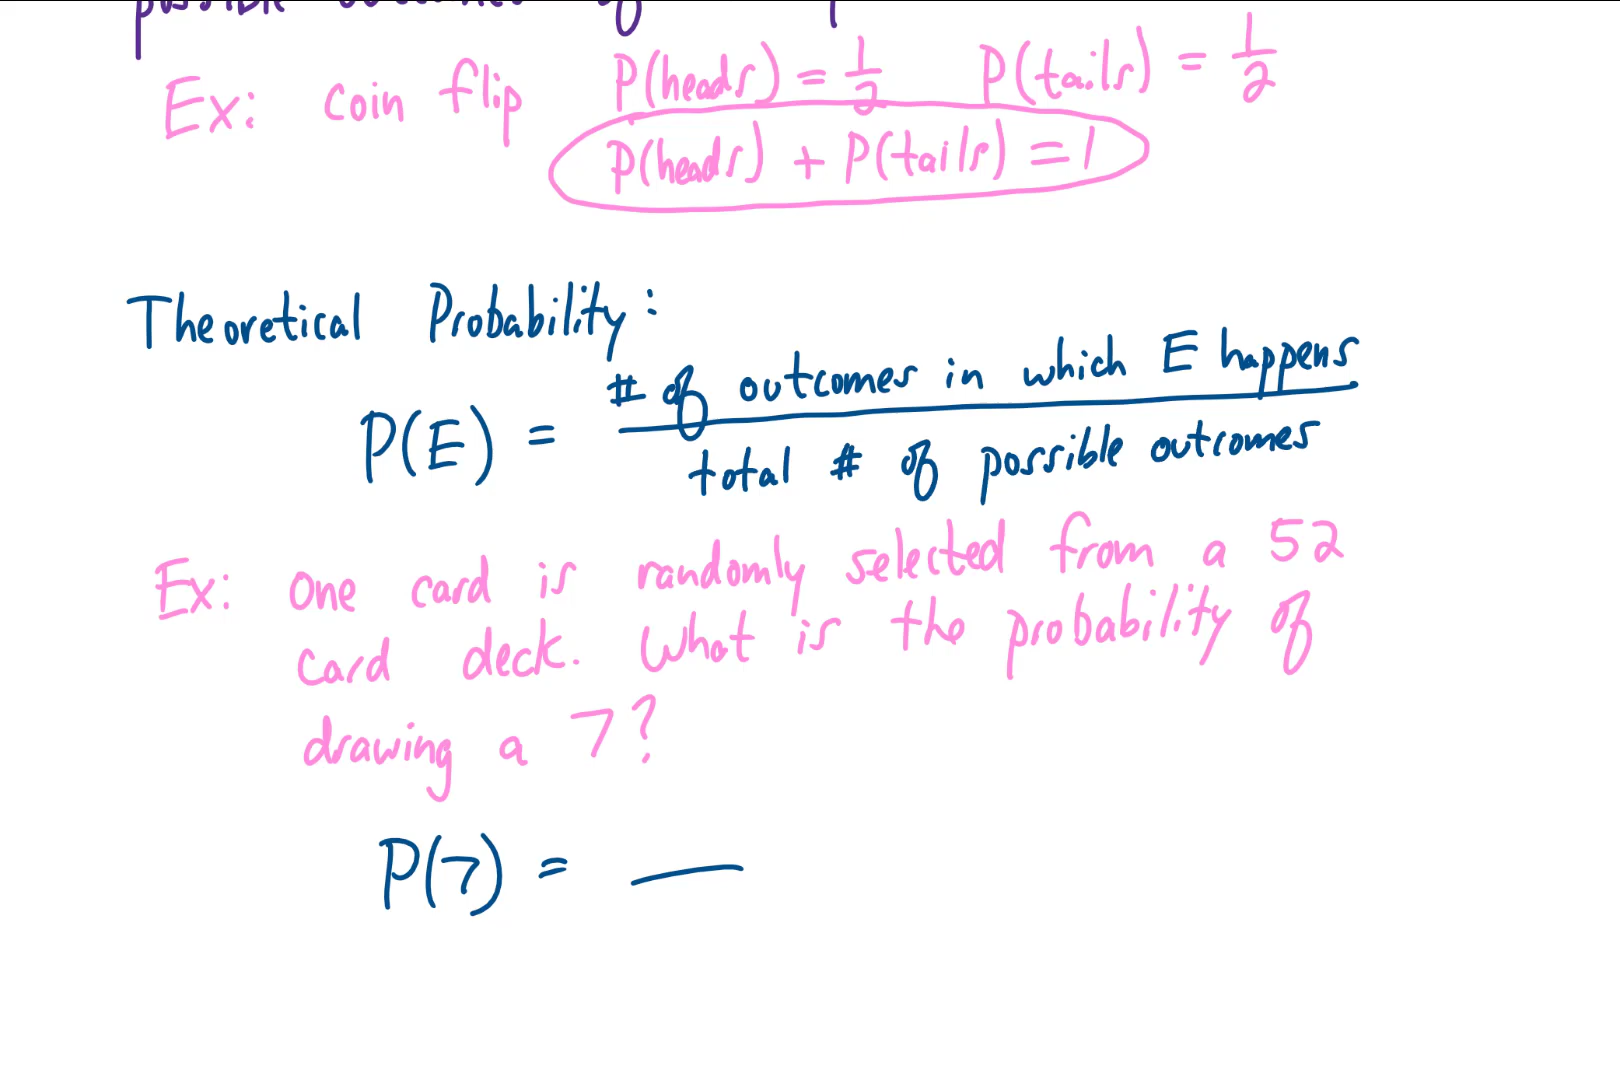 Ex: coin flip P(heads) = 1/2 P(tails) = 1/2
P(heads) + P(tails) = 1
Theoretical Probability:
P(E) = # of outcomes in which E happens
total # of possible outcomes
Ex: One card is randomly selected from a 52
card deck. What is the probability of
drawing a 7?
P(7) =